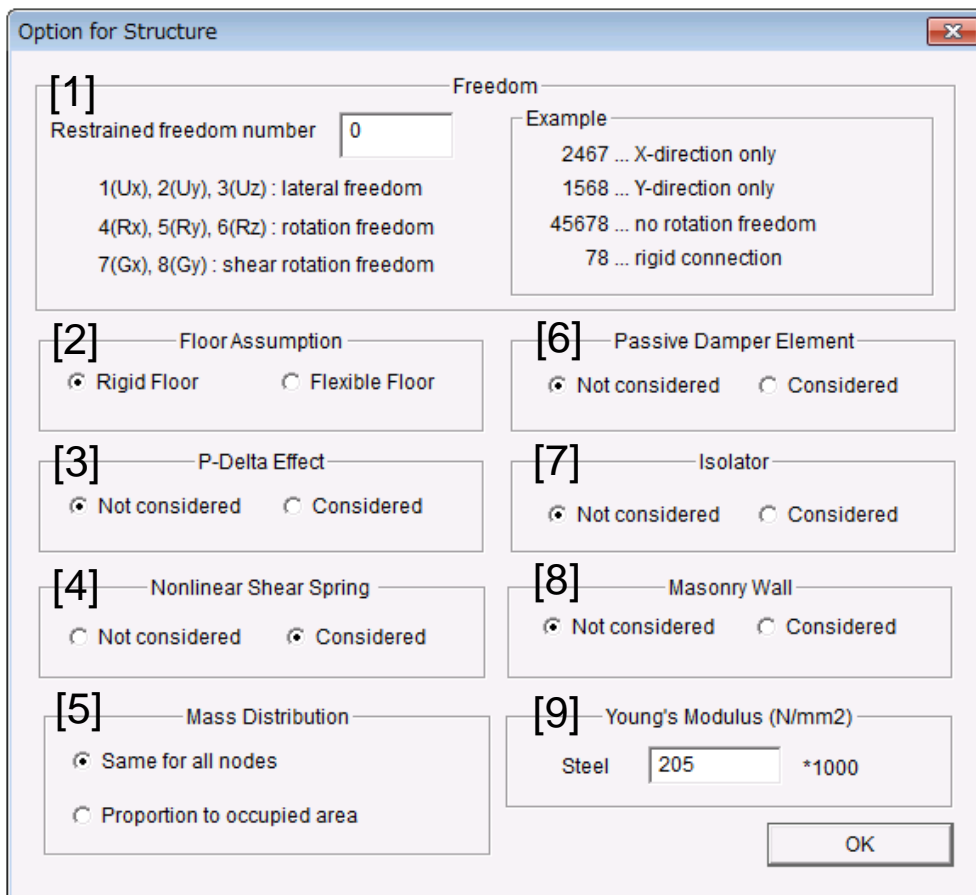 Option for Structure
[1]
Freedom
Restrained freedom number 0
1(Ux), 2(Uy), 3(Uz) : lateral freedom
4(Rx), 5(Ry), 6(Rz) : rotation freedom
7(Gx), 8(Gy) : shear rotation freedom
Example
2467 ... X-direction only
1568 ... Y-direction only
45678 ... no rotation freedom
78 ... rigid connection
[2] Floor Assumption
Rigid Floor Flexible Floor
[3] P-Delta Effect
Not considered Considered
[4] Nonlinear Shear Spring
Not considered Considered
[5] Mass Distribution
Same for all nodes
Proportion to occupied area
[6] Passive Damper Element
Not considered Considered
[7] Isolator
Not considered Considered
[8] Masonry Wall
Not considered Considered
[9] Young's Modulus (N/mm2)
Steel 205 *1000
OK